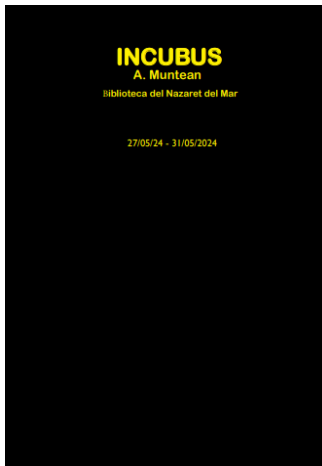 INCUBUS
A. Muntean
Biblioteca del Nazaret del Mar
27/05/24 - 31/05/2024